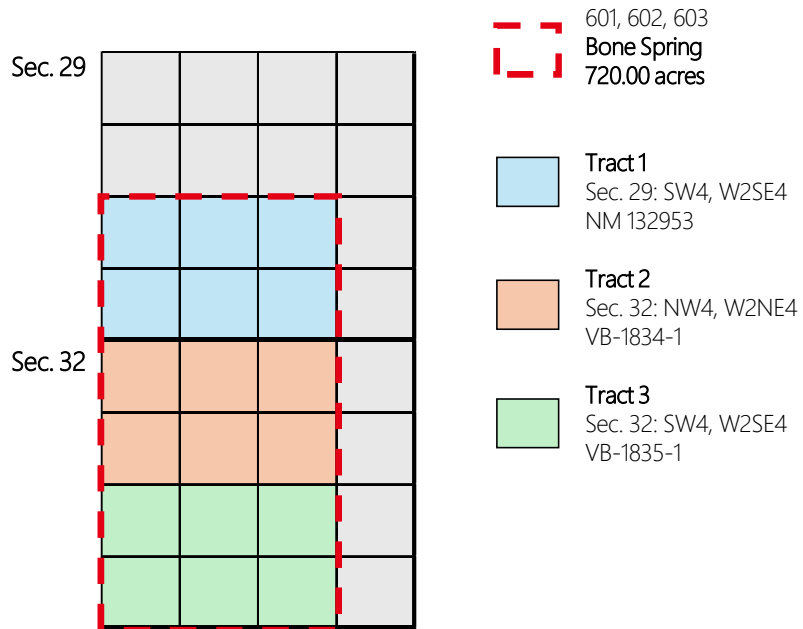 Sec. 29
Sec. 32
601, 602, 603
Bone Spring
720.00 acres
Tract 1
Sec. 29: SW4, W2SE4
NM 132953
Tract 2
Sec. 32: NW4, W2NE4
VB-1834-1
Tract 3
Sec. 32: SW4, W2SE4
VB-1835-1